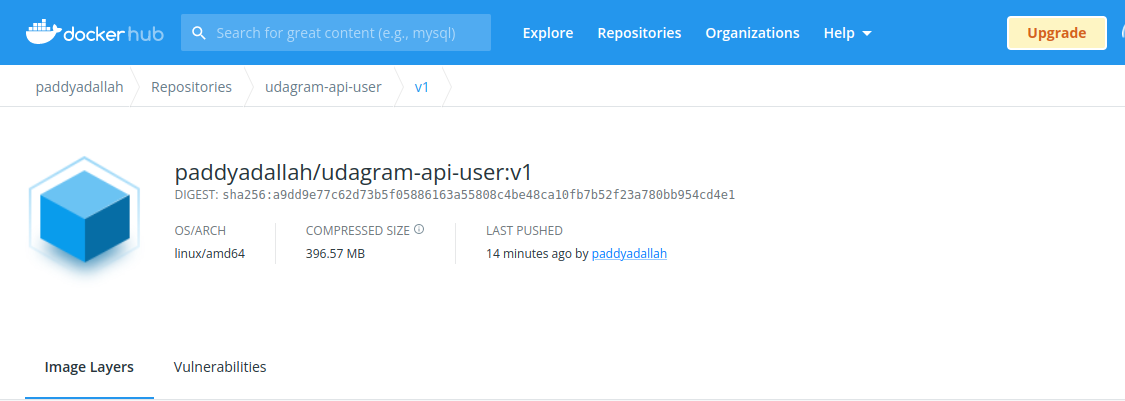 docker hub Search for great content (e.g., mysql) Explore Repositories Organizations Help Upgrade
paddyadallah Repositories udagram-api-user v1
paddyadallah/udagram-api-user:v1
DIGEST: sha256:a9dd9e77c62d73b5f05886163a55808c4be48ca10fb7b52f23a780bb954cd4e1
OS/ARCH COMPRESSED SIZE LAST PUSHED
linux/amd64 396.57 MB 14 minutes ago by paddyadallah
Image Layers Vulnerabilities